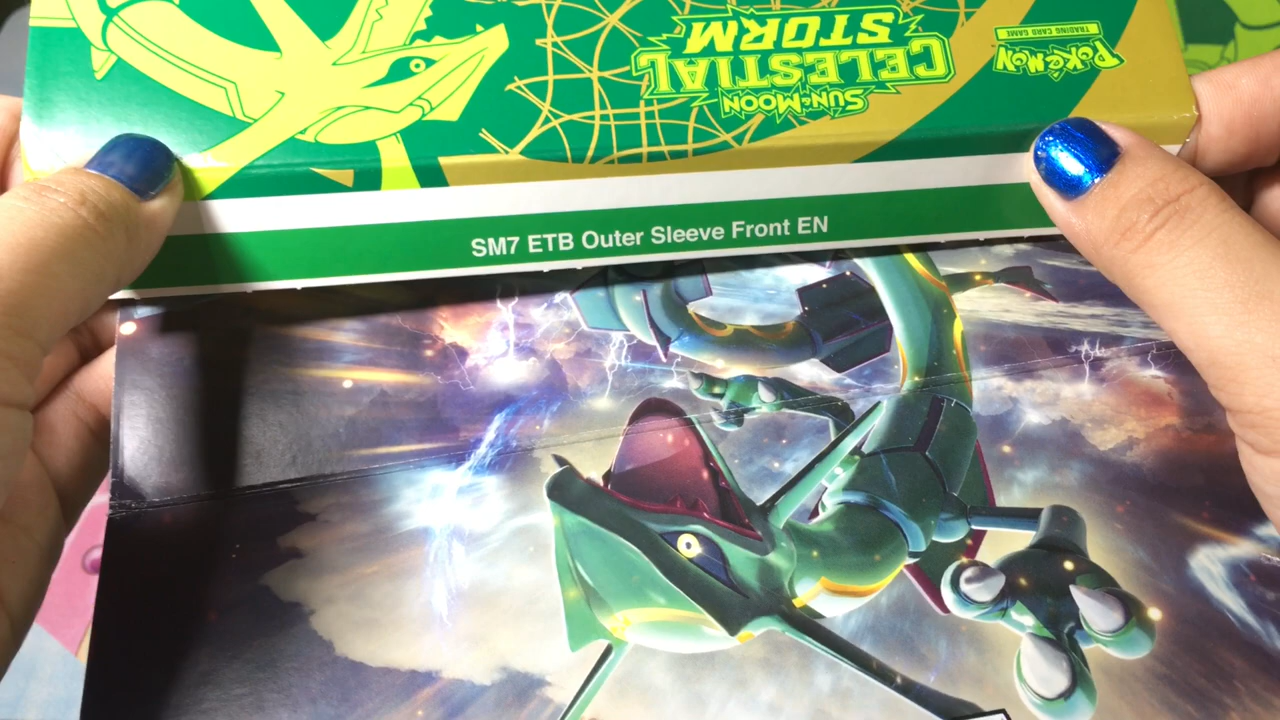 POKÉMON
TRADING CARD GAME
SUN & MOON
CELESTIAL
STORM
SM7 ETB Outer Sleeve Front EN